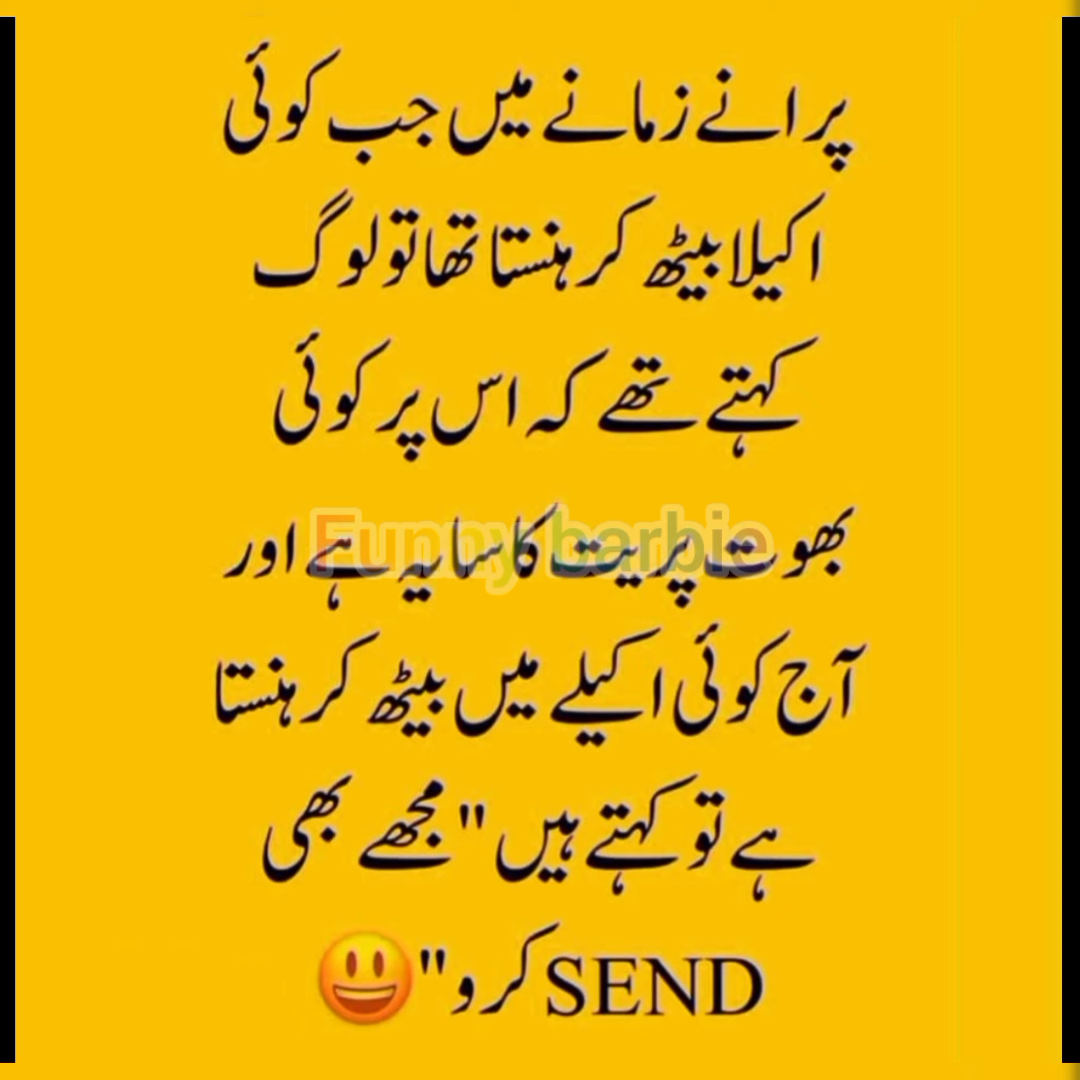 پرانے زمانے میں جب کوئی
اکیلا بیٹھ کر ہنستا تھا تو لوگ
کہتے تھے کہ اس پر کوئی
بھوت پریت کا سایہ ہے اور
Funny barbie
آج کوئی اکیلے میں بیٹھ کر ہنستا
ہے تو کہتے ہیں "مجھے بھی
SEND کرو"😃